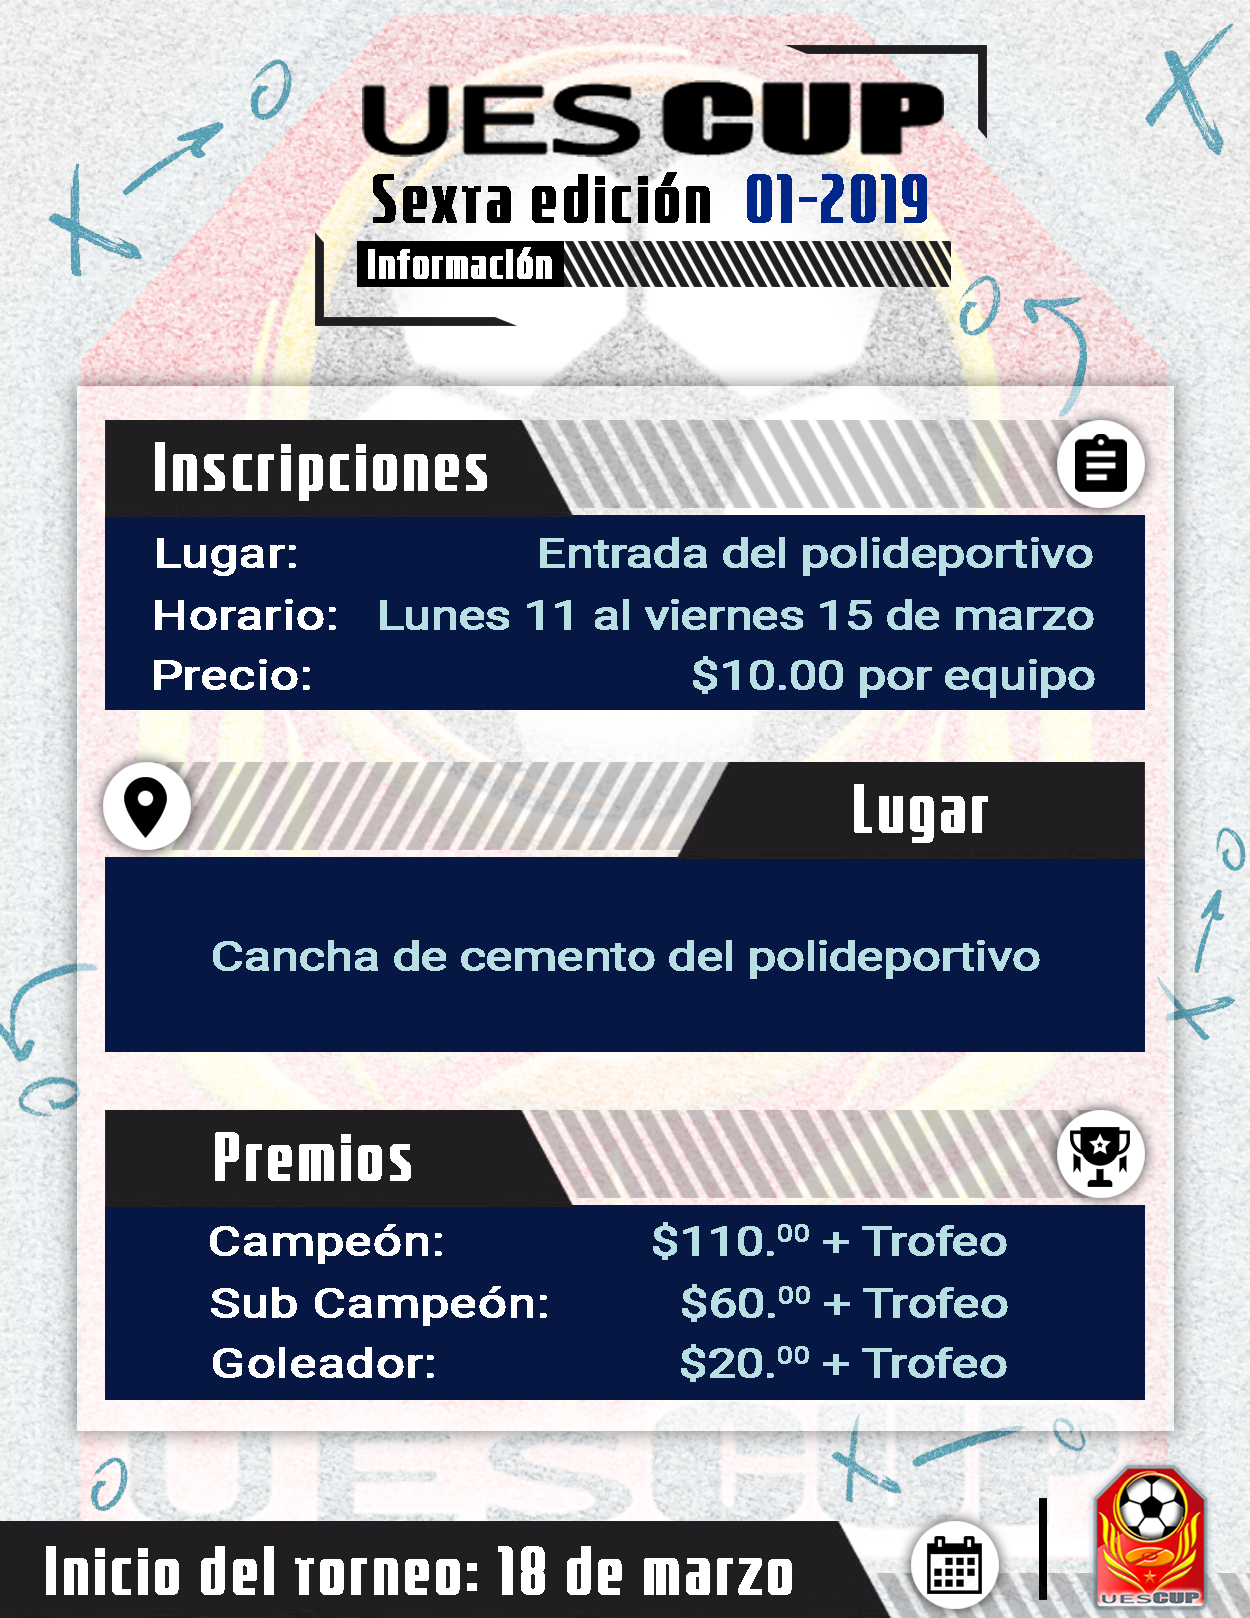 UES CUP
Sexta edición 01-2019
Información
Inscripciones
Lugar: Entrada del polideportivo
Horario: Lunes 11 al viernes 15 de marzo
Precio: $10.00 por equipo
Lugar
Cancha de cemento del polideportivo
Premios
Campeón: $110.00 + Trofeo
Sub Campeón: $60.00 + Trofeo
Goleador: $20.00 + Trofeo
UES CUP
Inicio del torneo: 18 de marzo
UESCUP